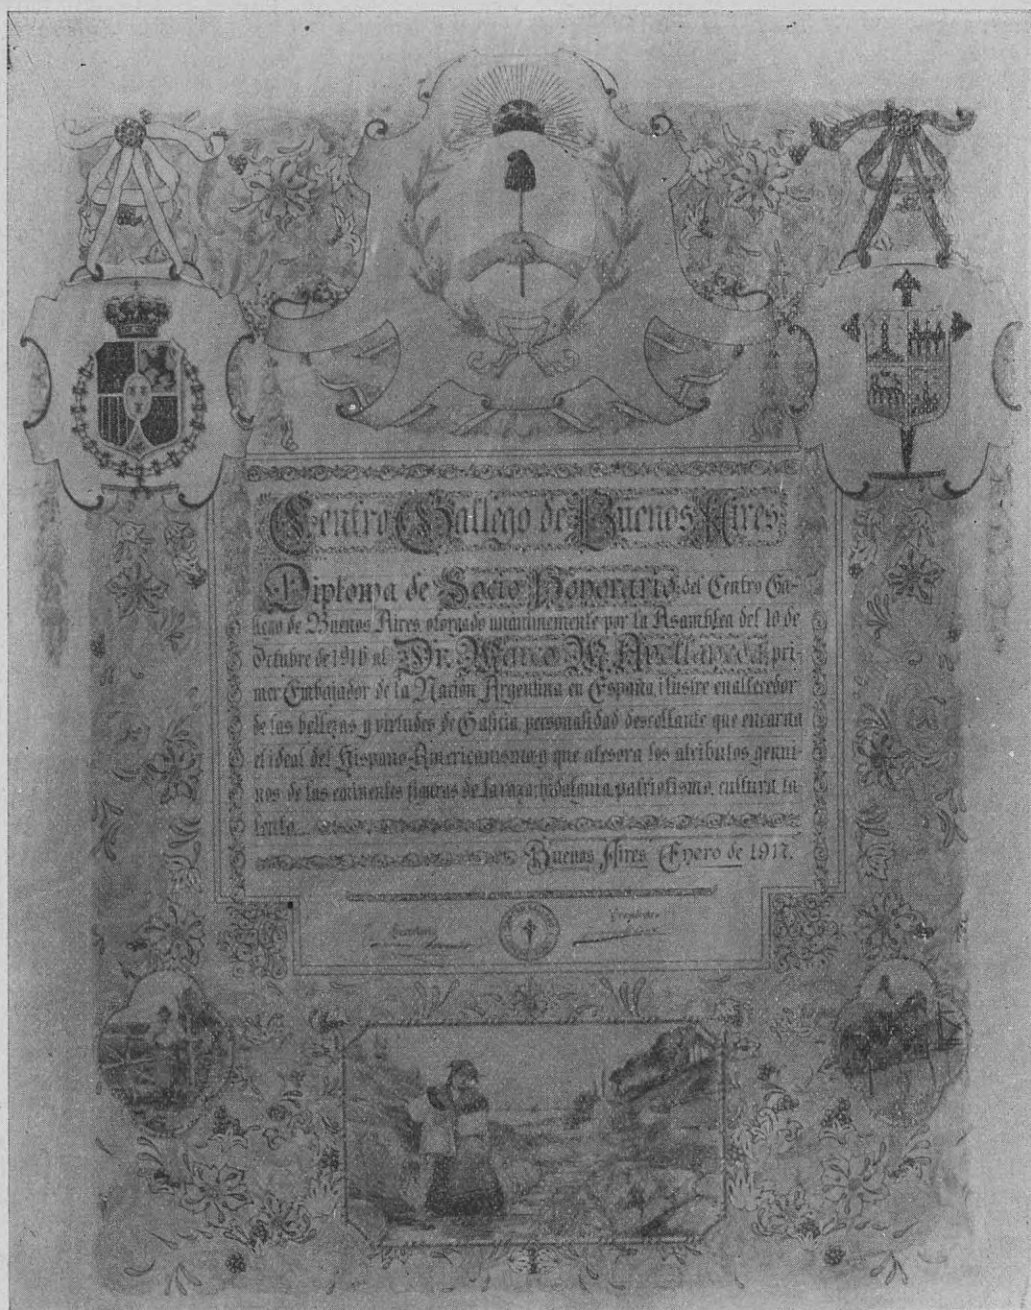 Centro Gallego de Buenos Aires
Diploma de Socio Honorario, del Centro Ga-
llego de Buenos Aires otorgado unanimemente por la Asamblea del 10 de
Octubre de 1916 al Dr. Marco M. Avellaneda, pri-
mer Embajador de la Nación Argentina en España, ilustre enaltecedor
de las bellezas y virtudes de Galicia, personalidad descollante que encarna
el ideal del Hispano-Americanismo y que atesora los atributos genui-
nos de las eminentes figuras de la raza: hidalguia, patriotismo, cultura, ta-
lento.
Buenos Aires Enero de 1917.